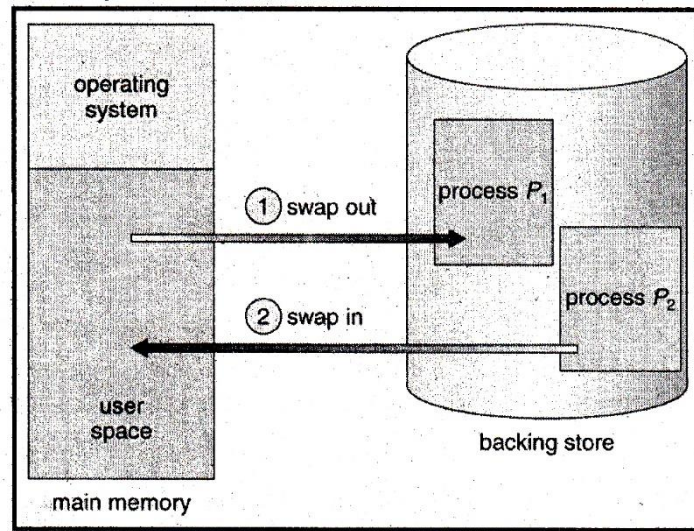 operating
system
process P₁
1 swap out
process P₂
2 swap in
user
space
backing store
main memory